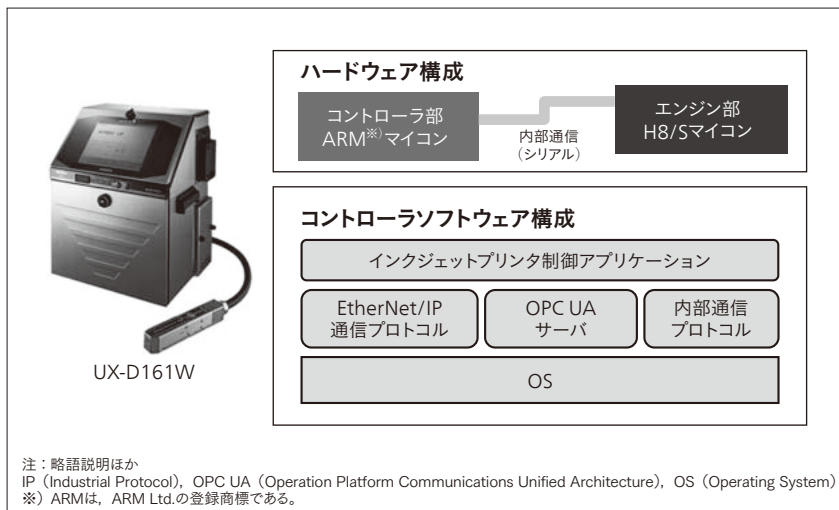 ハードウェア構成
コントローラ部
ARM※）マイコン
内部通信
（シリアル）
エンジン部
H8/Sマイコン
コントローラソフトウェア構成
インクジェットプリンタ制御アプリケーション
EtherNet/IP
通信プロトコル
OPC UA
サーバ
内部通信
プロトコル
OS
UX-D161W
注：略語説明ほか
IP（Industrial Protocol），OPC UA（Operation Platform Communications Unified Architecture），OS（Operating System）
※）ARMは，ARM Ltd.の登録商標である。